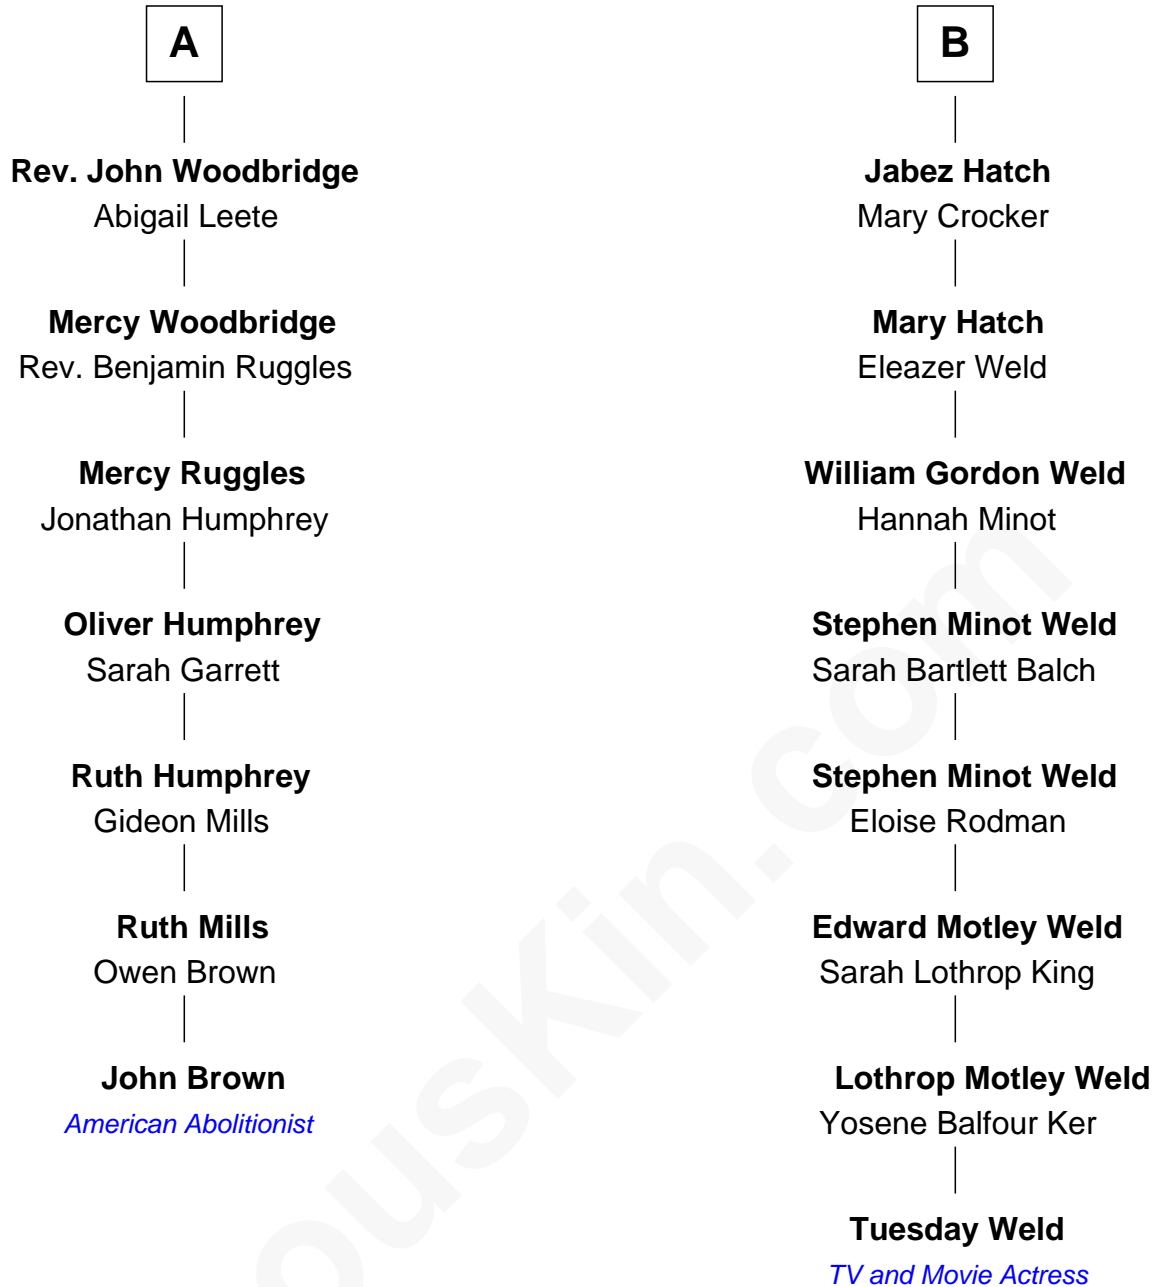 A
Rev. John Woodbridge
Abigail Leete
Mercy Woodbridge
Rev. Benjamin Ruggles
Mercy Ruggles
Jonathan Humphrey
Oliver Humphrey
Sarah Garrett
Ruth Humphrey
Gideon Mills
Ruth Mills
Owen Brown
John Brown
American Abolitionist
B
Jabez Hatch
Mary Crocker
Mary Hatch
Eleazer Weld
William Gordon Weld
Hannah Minot
Stephen Minot Weld
Sarah Bartlett Balch
Stephen Minot Weld
Eloise Rodman
Edward Motley Weld
Sarah Lothrop King
Lothrop Motley Weld
Yosene Balfour Ker
Tuesday Weld
TV and Movie Actress
ousKin.com